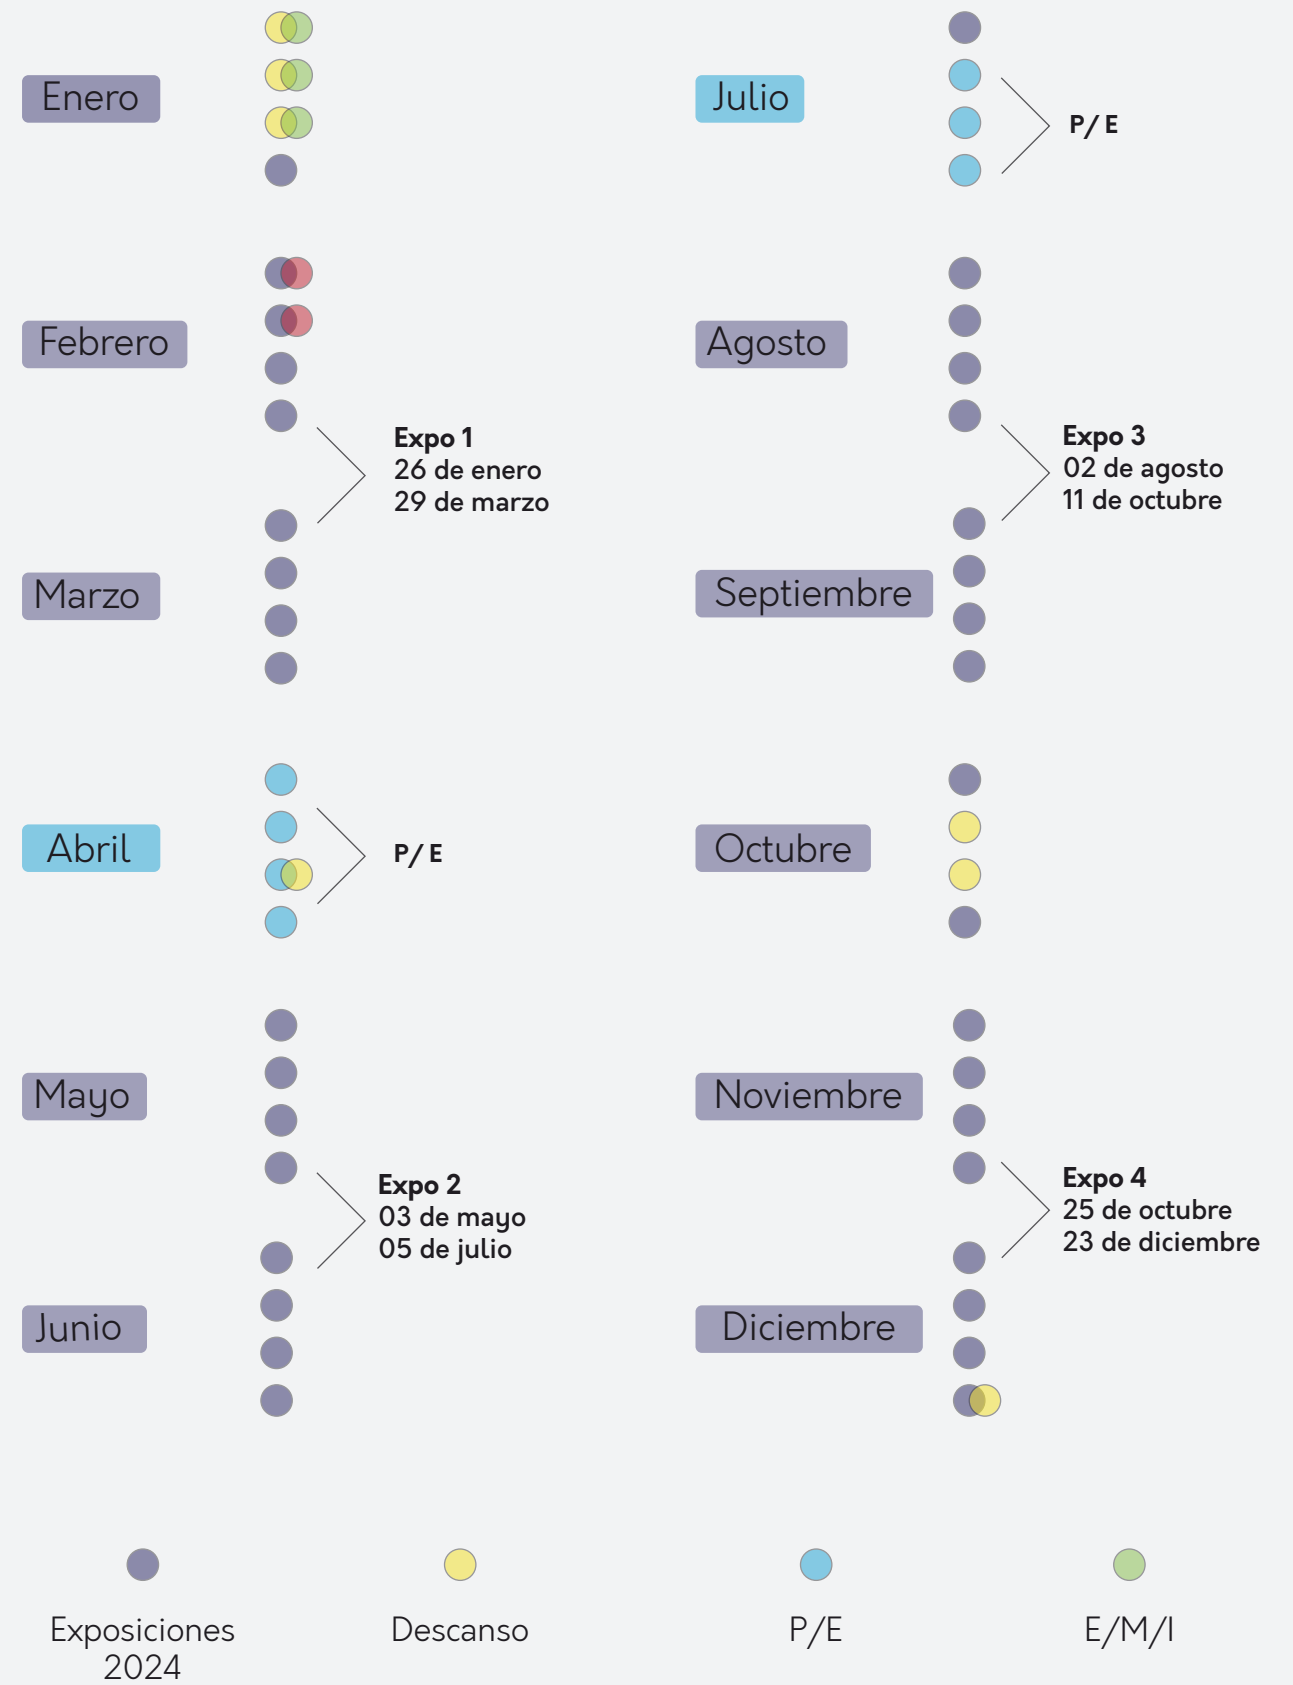 Enero
Febrero
Expo 1
26 de enero
29 de marzo
Marzo
Abril
P/ E
Mayo
Expo 2
03 de mayo
05 de julio
Junio
Julio
P/ E
Agosto
Expo 3
02 de agosto
11 de octubre
Septiembre
Octubre
Noviembre
Expo 4
25 de octubre
23 de diciembre
Diciembre
Exposiciones
2024
Descanso
P/E
E/M/I